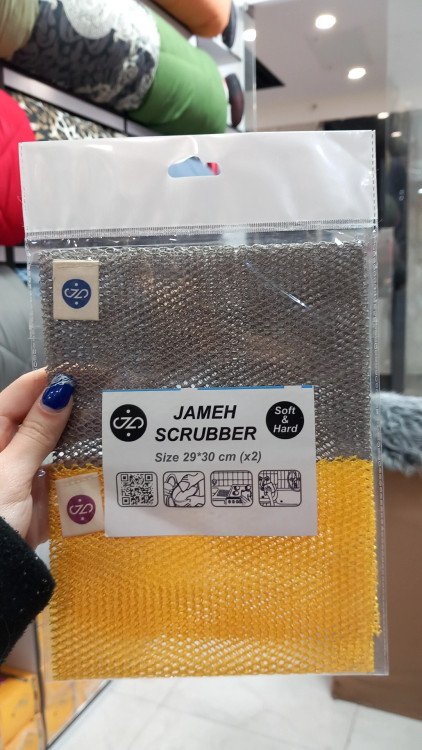 JAMEH
SCRUBBER
Soft
&
Hard
Size 29*30 cm (x2)